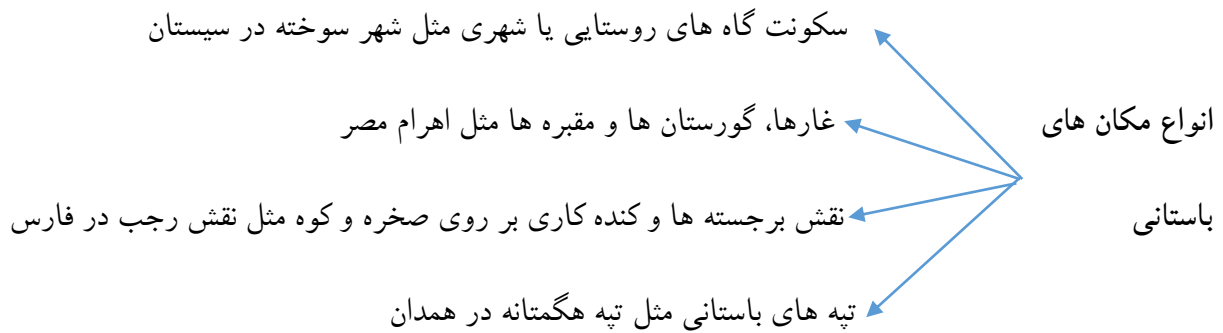 سکونت گاه های روستایی یا شهری مثل شهر سوخته در سیستان
انواع مکان های
غارها، گورستان ها و مقبره ها مثل اهرام مصر
باستانی
نقش برجسته ها و کنده کاری بر روی صخره و کوه مثل نقش رجب در فارس
تپه های باستانی مثل تپه هگمتانه در همدان